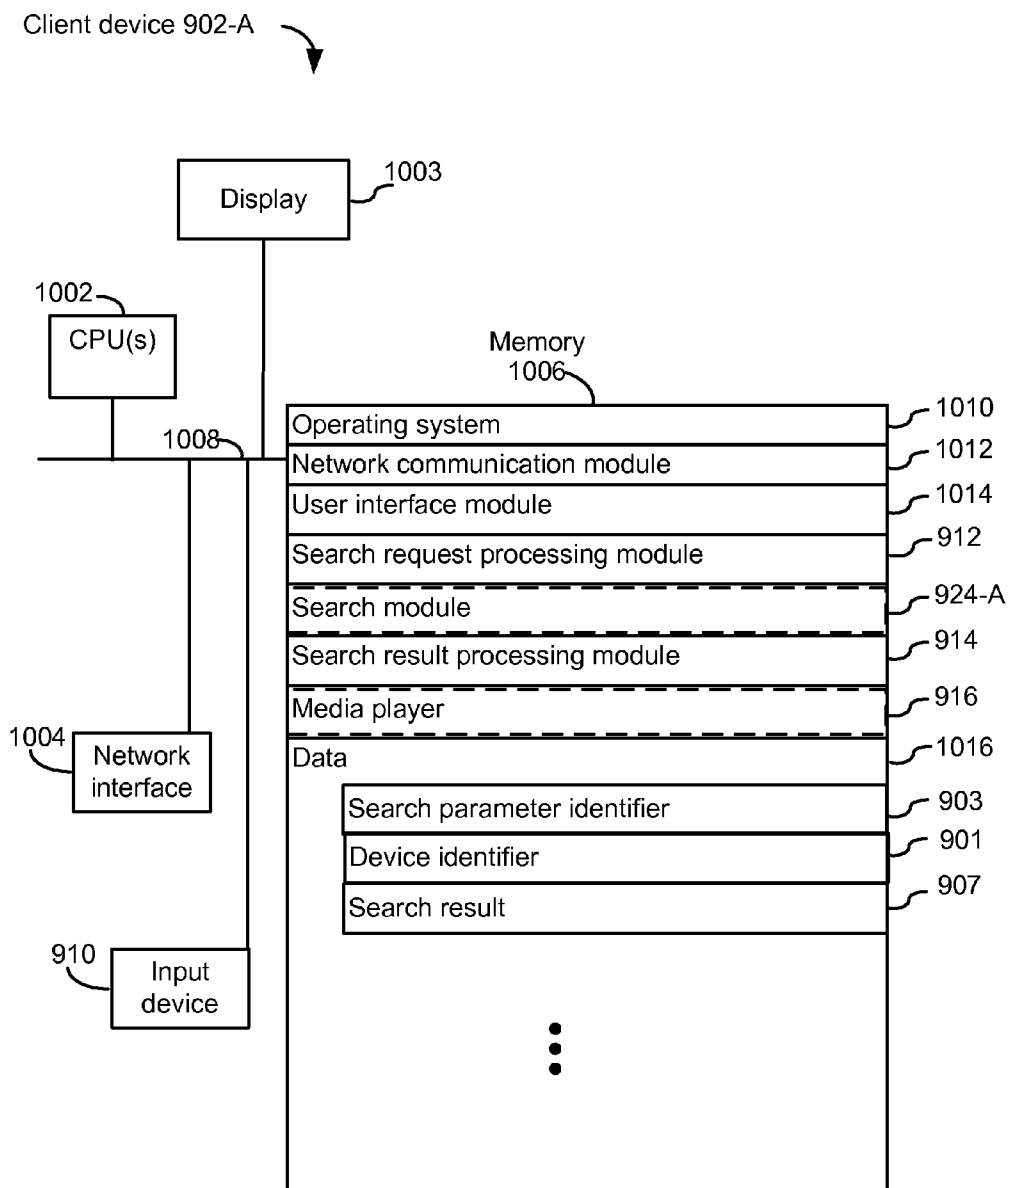 Client device 902-A
1003
Display
1002
CPU(s)
Memory
1006
1008
Operating system
1010
Network communication module
1012
User interface module
1014
Search request processing module
912
Search module
924-A
Search result processing module
914
Media player
916
Data
1016
Search parameter identifier
903
Device identifier
901
Search result
907
1004
Network
interface
910
Input
device